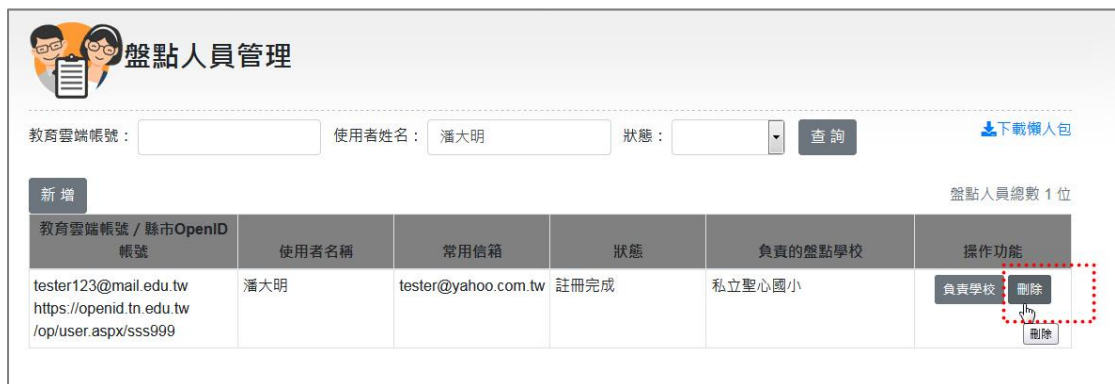 盤點人員管理
教育雲端帳號： 使用者姓名： 潘大明 狀態： 查詢 下載懶人包
新增 盤點人員總數 1 位
教育雲端帳號 / 縣市OpenID
帳號 使用者名稱 常用信箱 狀態 負責的盤點學校 操作功能
tester123@mail.edu.tw 潘大明 tester@yahoo.com.tw 註冊完成 私立聖心國小 負責學校 刪除
https://openid.tn.edu.tw
/op/user.aspx/sss999
刪除